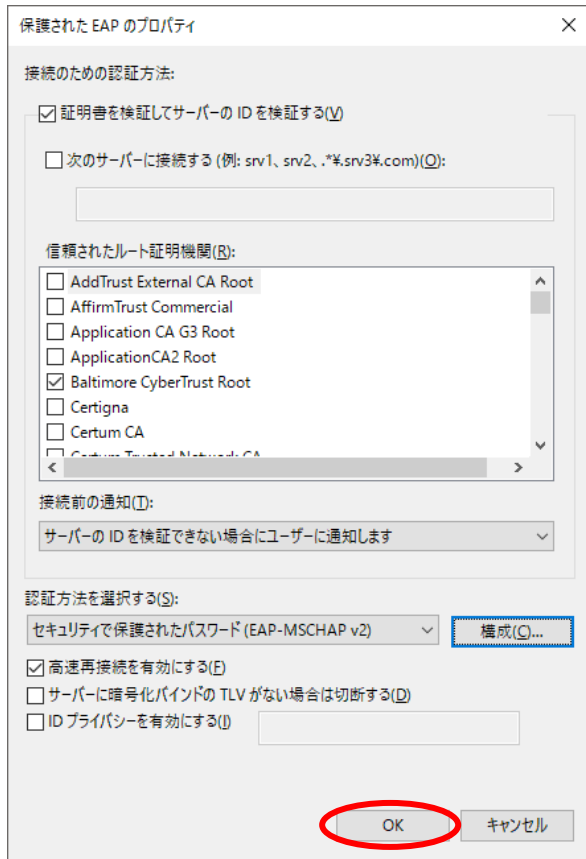 保護された EAP のプロパティ
接続のための認証方法:
証明書を検証してサーバーの ID を検証する(V)
次のサーバーに接続する (例: srv1、srv2、.*¥.srv3¥.com)(O):
信頼されたルート証明機関(R):
AddTrust External CA Root
AffirmTrust Commercial
Application CA G3 Root
ApplicationCA2 Root
Baltimore CyberTrust Root
Certigna
Certum CA
Certum Trusted Network CA
接続前の通知(T):
サーバーの ID を検証できない場合にユーザーに通知します
認証方法を選択する(S):
セキュリティで保護されたパスワード (EAP-MSCHAP v2)
構成(C)...
高速再接続を有効にする(F)
サーバーに暗号化バインドの TLV がない場合は切断する(D)
ID プライバシーを有効にする(I)
OK
キャンセル